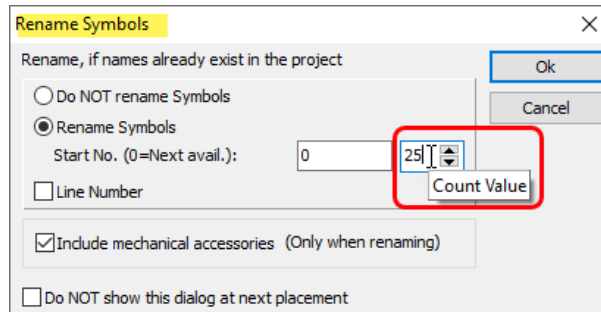 Rename Symbols
Rename, if names already exist in the project
Ok
Do NOT rename Symbols
Cancel
Rename Symbols
Start No. (0=Next avail.): 0 25
Count Value
Line Number
Include mechanical accessories (Only when renaming)
Do NOT show this dialog at next placement